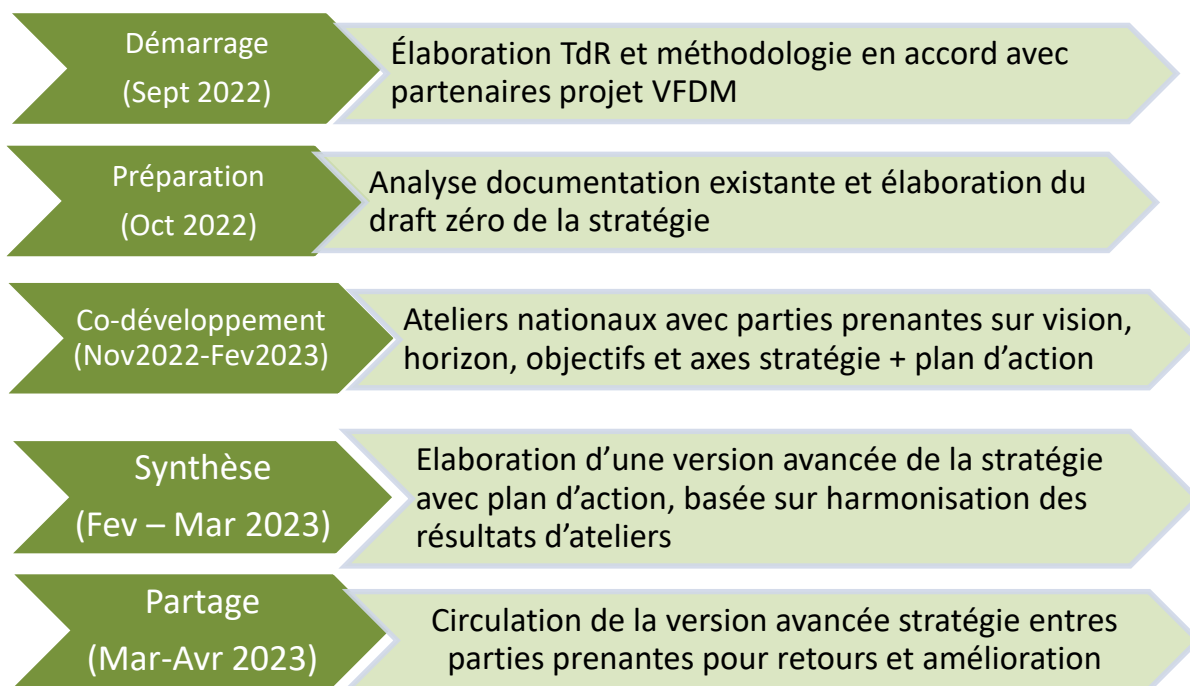 Démarrage
(Sept 2022)
Élaboration TdR et méthodologie en accord avec
partenaires projet VFDM
Préparation
(Oct 2022)
Analyse documentation existante et élaboration du
draft zéro de la stratégie
Co-développement
(Nov2022-Fev2023)
Ateliers nationaux avec parties prenantes sur vision,
horizon, objectifs et axes stratégie + plan d’action
Synthèse
(Fev – Mar 2023)
Elaboration d’une version avancée de la stratégie
avec plan d’action, basée sur harmonisation des
résultats d’ateliers
Partage
(Mar-Avr 2023)
Circulation de la version avancée stratégie entres
parties prenantes pour retours et amélioration